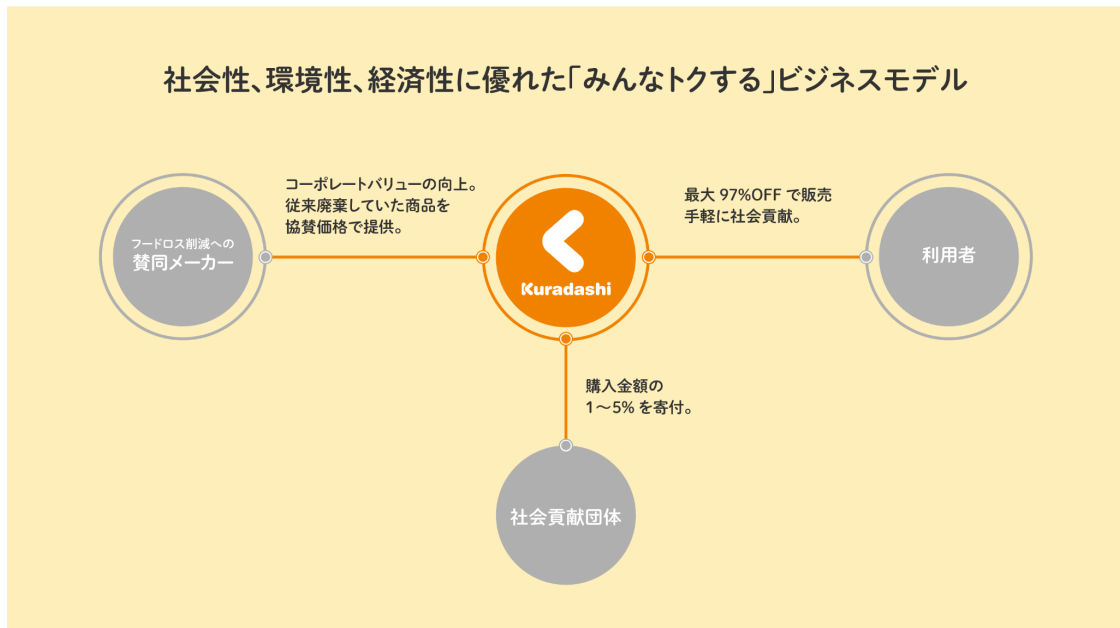 社会性、環境性、経済性に優れた「みんなトクする」ビジネスモデル
コーポレートバリューの向上。
従来廃棄していた商品を
協賛価格で提供。
最大 97%OFF で販売
手軽に社会貢献。
フードロス削減への
賛同メーカー
Kuradashi
利用者
購入金額の
1〜5% を寄付。
社会貢献団体